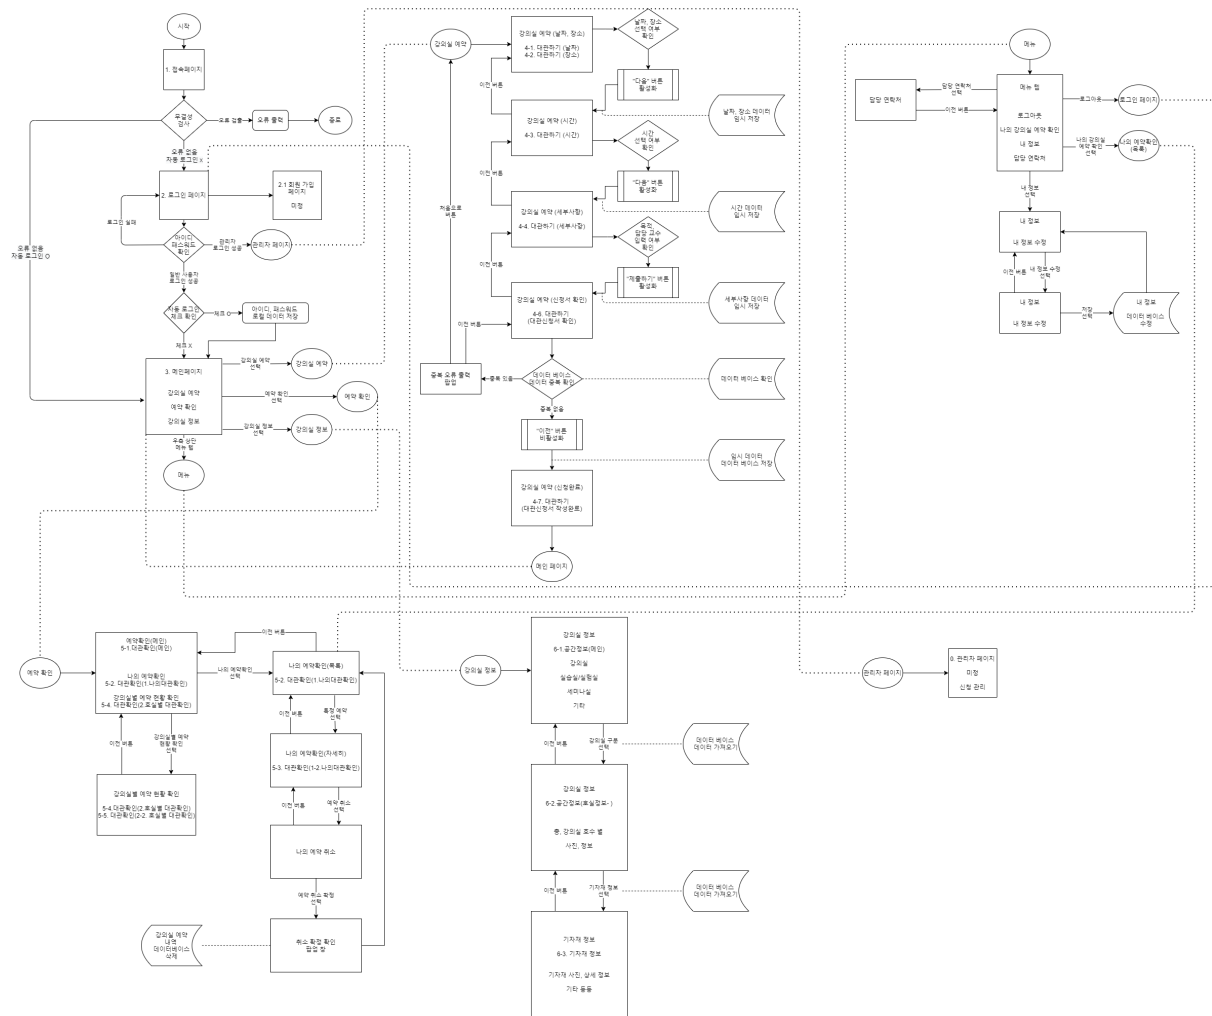 시작
1. 접속페이지
무결성
검사
오류 검출
오류 출력
종료
오류 없음
자동 로그인 X
2. 로그인 페이지
2.1 회원 가입
페이지
미정
로그인 실패
아이디
패스워드
확인
관리자
로그인 성공
관리자 페이지
오류 없음
자동 로그인 O
일반 사용자
로그인 성공
자동 로그인
체크 확인
체크 O
아이디, 패스워드
로컬 데이터 저장
체크 X
3. 메인페이지
강의실 예약
예약 확인
강의실 정보
강의실 예약
선택
강의실 예약
예약 확인
선택
예약 확인
강의실 정보
선택
강의실 정보
우측 상단
메뉴 탭
메뉴
강의실 예약
강의실 예약 (날짜, 장소)
4-1. 대관하기 (날짜)
4-2. 대관하기 (장소)
날짜, 장소
선택 여부
확인
"다음" 버튼
활성화
이전 버튼
날짜, 장소 데이터
임시 저장
강의실 예약 (시간)
4-3. 대관하기 (시간)
시간
선택 여부
확인
"다음" 버튼
활성화
이전 버튼
시간 데이터
임시 저장
처음으로
버튼
강의실 예약 (세부사항)
4-4. 대관하기 (세부사항)
목적,
담당 교수
입력 여부
확인
"제출하기" 버튼
활성화
이전 버튼
세부사항 데이터
임시 저장
강의실 예약 (신청서 확인)
4-6. 대관하기
(대관신청서 확인)
이전 버튼
중복 오류 출력
팝업
중복 있음
데이터 베이스
데이터 중복 확인
데이터 베이스 확인
중복 없음
"이전" 버튼
비활성화
임시 데이터
데이터 베이스 저장
강의실 예약 (신청완료)
4-7. 대관하기
(대관신청서 작성완료)
메인 페이지
메뉴
담당 연락처
담당 연락처
선택
이전 버튼
메뉴 탭
로그아웃
나의 강의실 예약 확인
내 정보
담당 연락처
로그아웃
로그인 페이지
나의 강의실
예약 확인
선택
나의 예약확인
(목록)
내 정보
선택
내 정보
내 정보 수정
이전 버튼
내 정보 수정
선택
내 정보
내 정보 수정
저장
선택
내 정보
데이터 베이스
수정
예약 확인
예약확인(메인)
5-1.대관확인(메인)
나의 예약확인
5-2. 대관확인(1.나의대관확인)
강의실별 예약 현황 확인
5-4. 대관확인(2.호실별 대관확인)
이전 버튼
나의 예약확인
선택
나의 예약확인(목록)
5-2. 대관확인(1.나의대관확인)
이전 버튼
강의실별 예약
현황 확인
선택
강의실별 예약 현황 확인
5-4 대관확인(2.호실별 대관확인)
5-5. 대관확인(2-2. 호실별 대관확인)
이전 버튼
특정 예약
선택
나의 예약확인(자세히)
5-3. 대관확인(1-2.나의대관확인)
이전 버튼
예약 취소
선택
나의 예약 취소
예약 취소 확정
선택
취소 확정 확인
팝업 창
강의실 예약
내역
데이터베이스
삭제
강의실 정보
강의실 정보
6-1.공간정보(메인)
강의실
실습실/실험실
세미나실
기타
이전 버튼
강의실 구분
선택
데이터 베이스
데이터 가져오기
강의실 정보
6-2.공간정보(호실정보- )
층, 강의실 호수 별
사진, 정보
이전 버튼
기자재 정보
선택
데이터 베이스
데이터 가져오기
기자재 정보
6-3. 기자재 정보
기자재 사진, 상세 정보
기타 등등
관리자 페이지
0. 관리자 페이지
미정
신청 관리